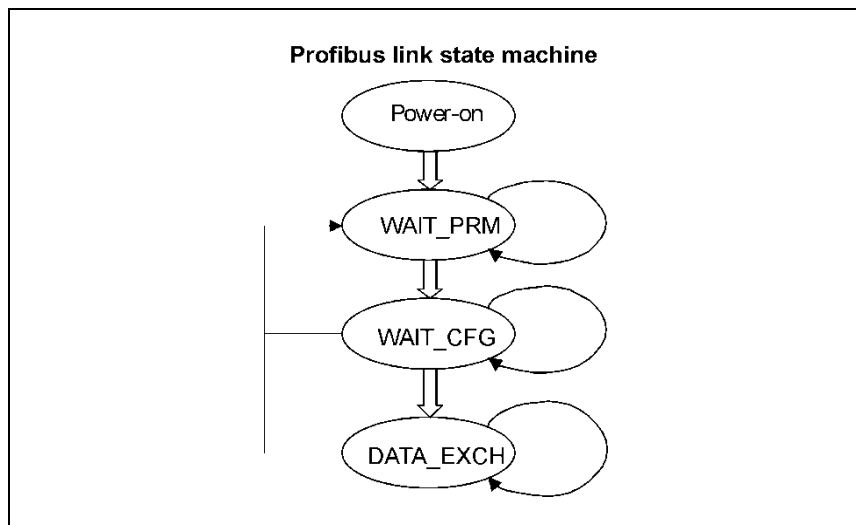 Profibus link state machine
Power-on
WAIT_PRM
WAIT_CFG
DATA_EXCH